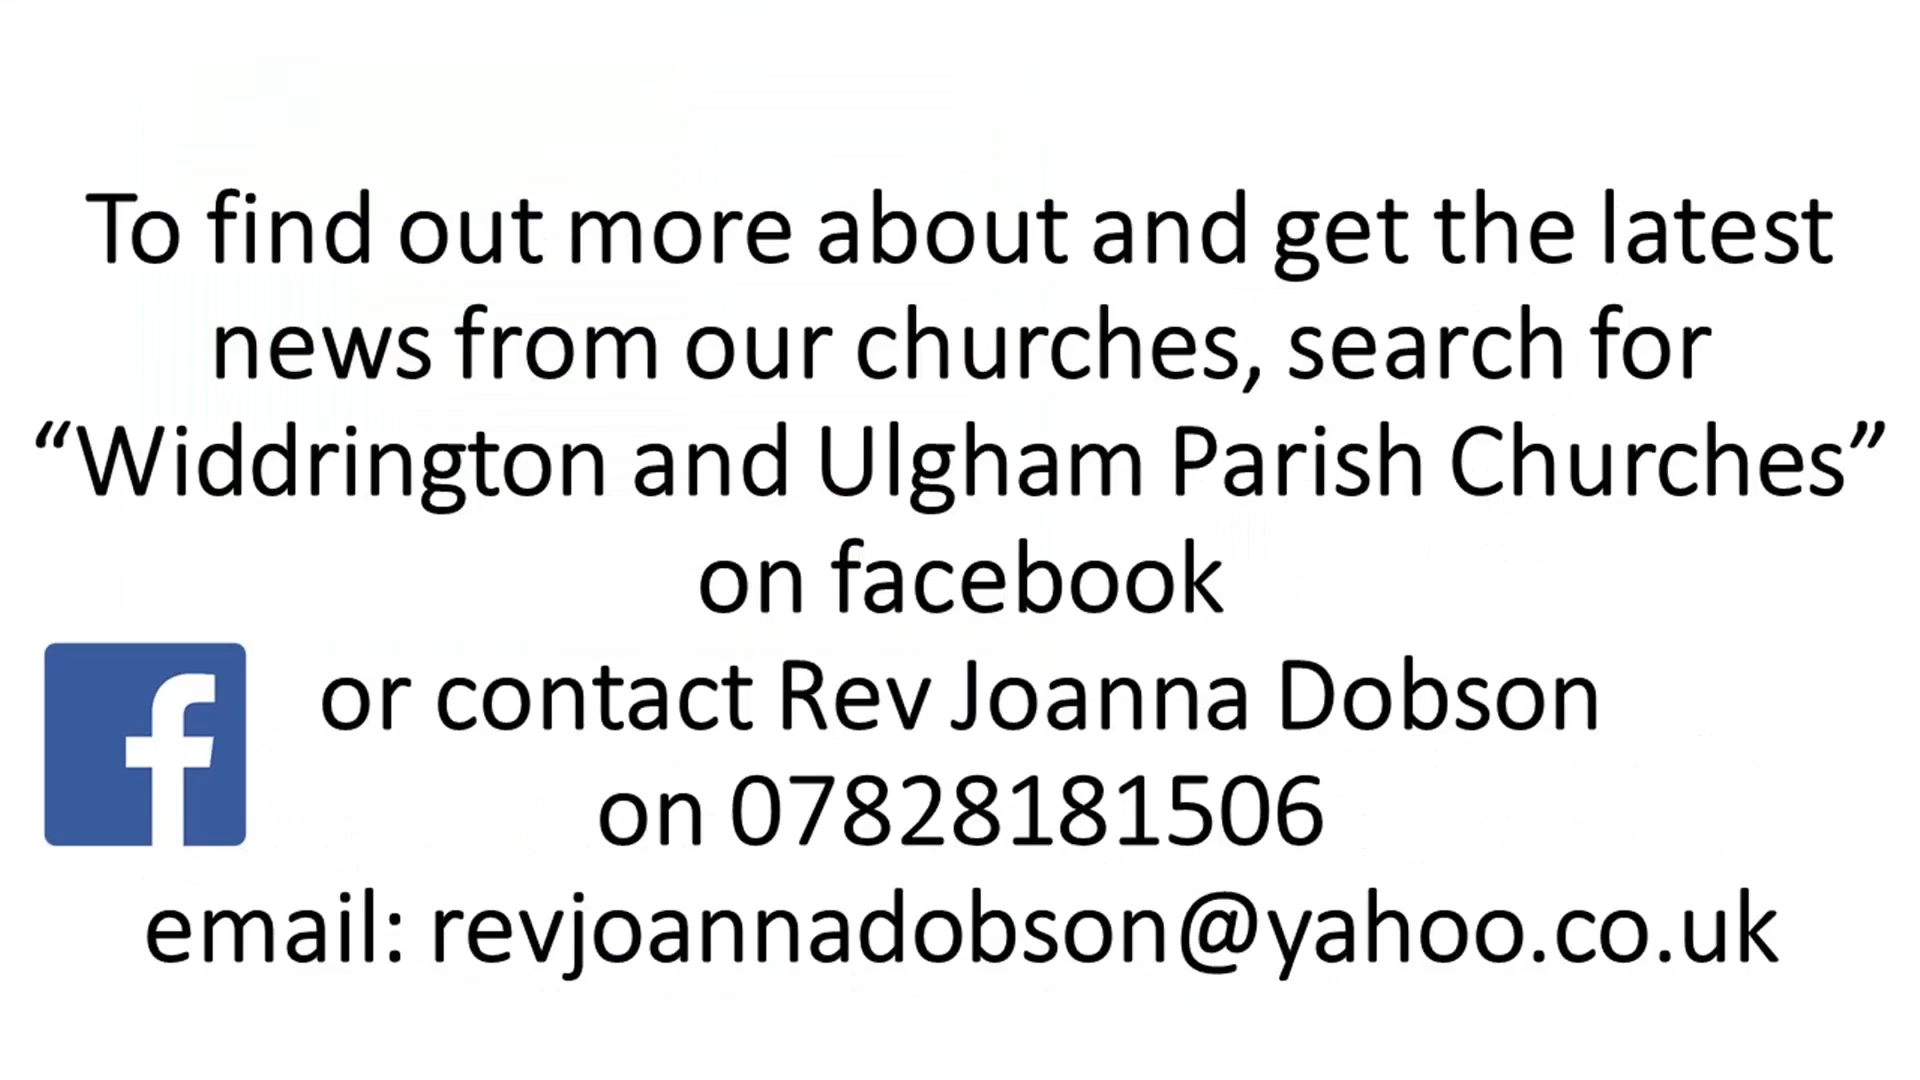 To find out more about and get the latest
news from our churches, search for
“Widdrington and Ulgham Parish Churches”
on facebook
or contact Rev Joanna Dobson
on 07828181506
email: revjoannadobson@yahoo.co.uk